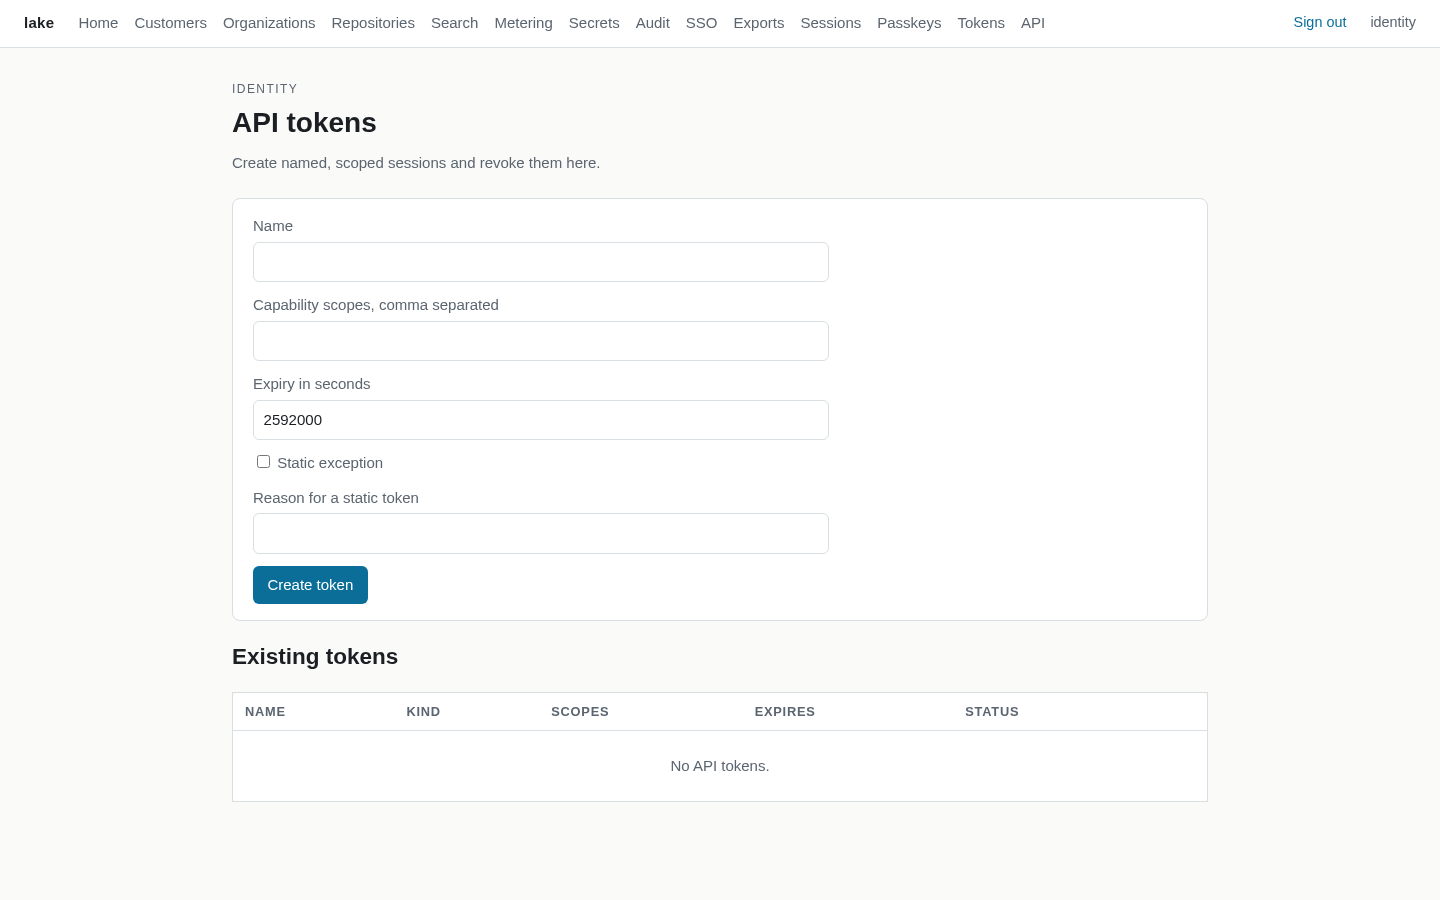 lake Home Customers Organizations Repositories Search Metering Secrets Audit SSO Exports Sessions Passkeys Tokens API Sign out identity
IDENTITY
API tokens
Create named, scoped sessions and revoke them here.
Name
Capability scopes, comma separated
Expiry in seconds
2592000
Static exception
Reason for a static token
Create token
Existing tokens
NAME KIND SCOPES EXPIRES STATUS
No API tokens.